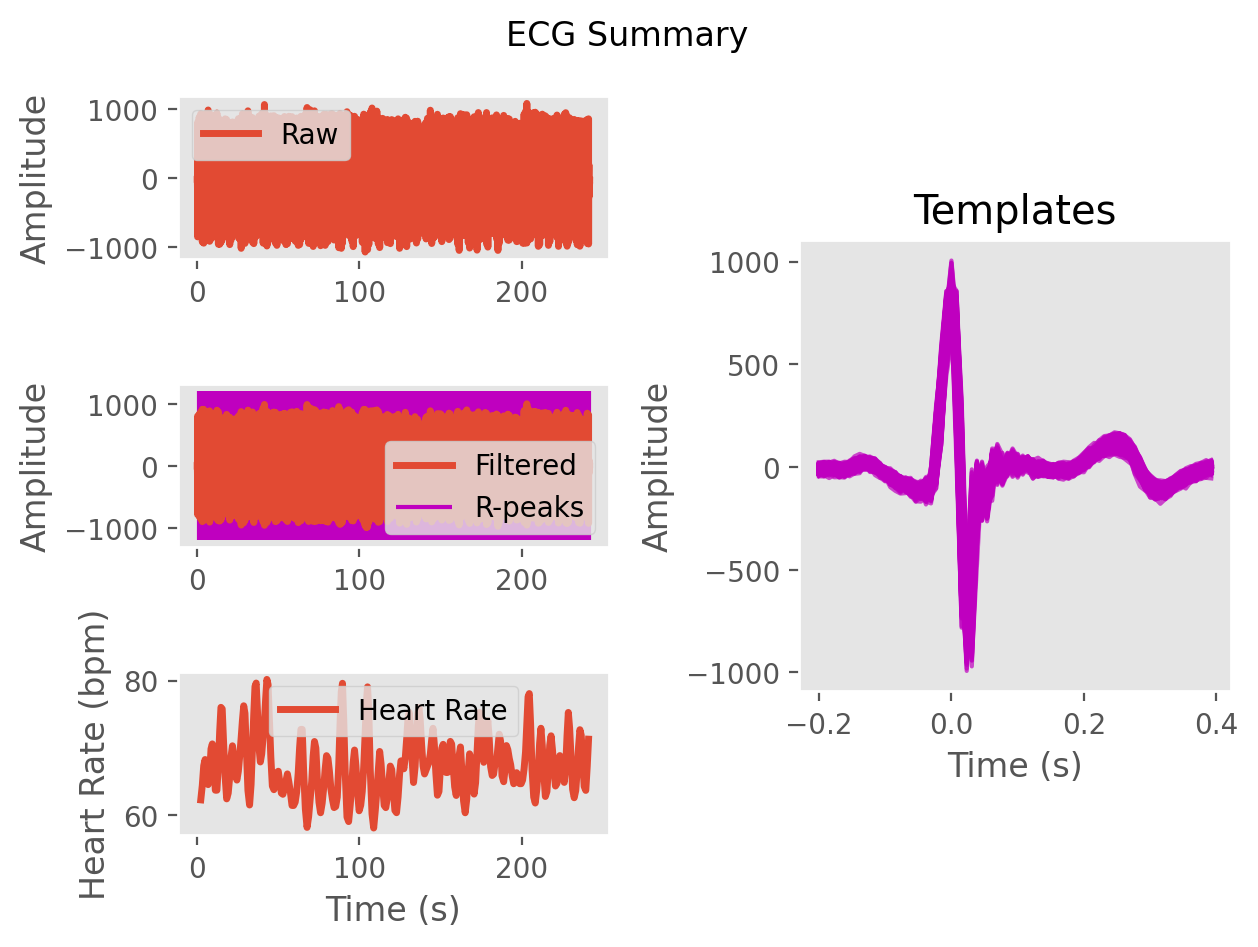 ECG Summary
Amplitude
1000
0
−1000
Raw
0
100
200
Amplitude
1000
0
−1000
Filtered
R-peaks
0
100
200
Heart Rate (bpm)
80
60
Heart Rate
0
100
200
Time (s)
Templates
Amplitude
1000
500
0
−500
−1000
−0.2
0.0
0.2
0.4
Time (s)